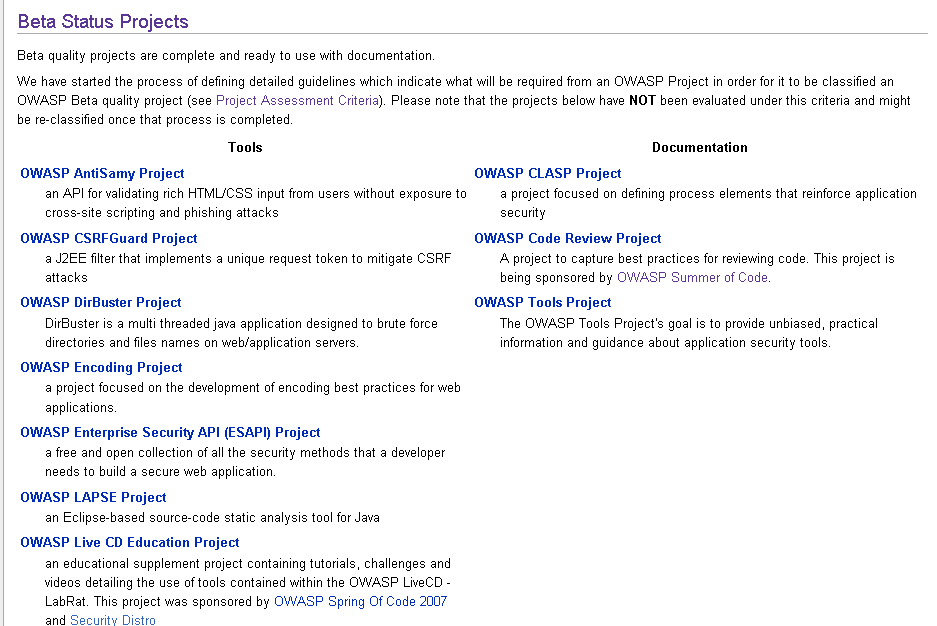 Beta Status Projects
Beta quality projects are complete and ready to use with documentation.
We have started the process of defining detailed guidelines which indicate what will be required from an OWASP Project in order for it to be classified an
OWASP Beta quality project (see Project Assessment Criteria). Please note that the projects below have NOT been evaluated under this criteria and might
be re-classified once that process is completed.
Tools
OWASP AntiSamy Project
an API for validating rich HTML/CSS input from users without exposure to
cross-site scripting and phishing attacks
OWASP CSRFGuard Project
a J2EE filter that implements a unique request token to mitigate CSRF
attacks
OWASP DirBuster Project
DirBuster is a multi threaded java application designed to brute force
directories and files names on web/application servers.
OWASP Encoding Project
a project focused on the development of encoding best practices for web
applications.
OWASP Enterprise Security API (ESAPI) Project
a free and open collection of all the security methods that a developer
needs to build a secure web application.
OWASP LAPSE Project
an Eclipse-based source-code static analysis tool for Java
OWASP Live CD Education Project
an educational supplement project containing tutorials, challenges and
videos detailing the use of tools contained within the OWASP LiveCD -
LabRat. This project was sponsored by OWASP Spring Of Code 2007
and Security Distro
Documentation
OWASP CLASP Project
a project focused on defining process elements that reinforce application
security
OWASP Code Review Project
A project to capture best practices for reviewing code. This project is
being sponsored by OWASP Summer of Code.
OWASP Tools Project
The OWASP Tools Project's goal is to provide unbiased, practical
information and guidance about application security tools.